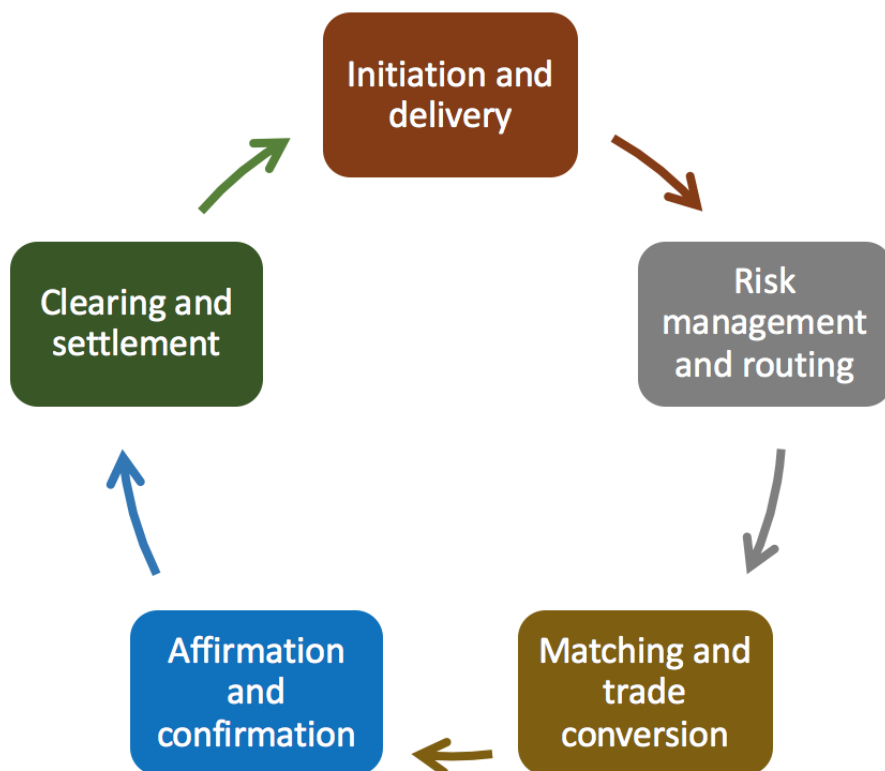 Initiation and
delivery
Risk
management
and routing
Matching and
trade
conversion
Affirmation
and
confirmation
Clearing and
settlement